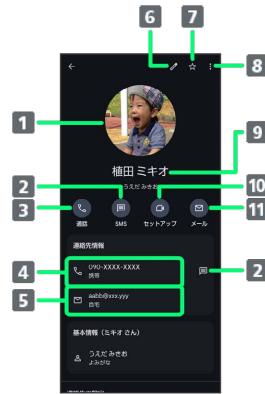 6
7
8
1
9
植田 ミキオ
うえだ みきお
2
10
3
11
通話
SMS
セットアップ
メール
連絡先情報
4
090-XXXX-XXXX
携帯
2
5
aabb@xxx.yyy
自宅
基本情報（ミキオ さん）
うえだ みきお
よみがな